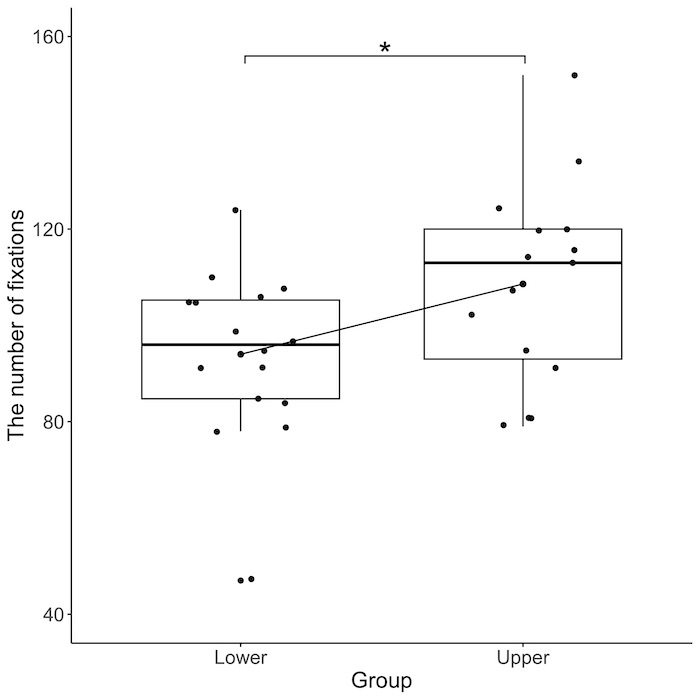 160
*
120
The number of fixations
80
40
Lower Upper
Group